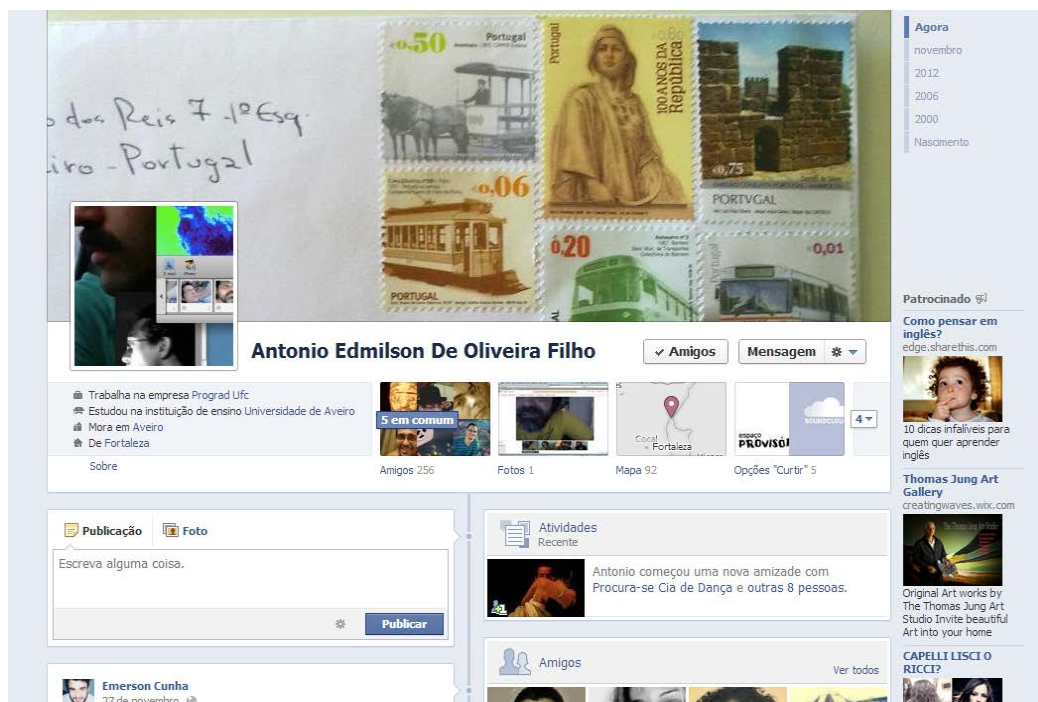 €0,50
Portugal
Portugal
100 ANOS DA
República
€0,75
PORTVGAL
o dos Reis 7-1º Esq.
eiro - Portugal
€0,06
PORTUGAL
0,20
Portugal
0,01
Agora
novembro
2012
2006
2000
Nascimento
Antonio Edmilson De Oliveira Filho
Amigos
Mensagem
Trabalha na empresa Prograd Ufc
Estudou na instituição de ensino Universidade de Aveiro
Mora em Aveiro
De Fortaleza
Sobre
5 em comum
Amigos 256
Fotos 1
Cocal
Fortaleza
Mapa 92
SOUNDCLOUD
espaço
PROVISÓ
Opções "Curtir" 5
4
Publicação
Foto
Escreva alguma coisa.
Publicar
Emerson Cunha
27 de novembro
Atividades
Recente
+1
Antonio começou uma nova amizade com
Procura-se Cia de Dança e outras 8 pessoas.
Amigos
Ver todos
Patrocinado
Como pensar em
inglês?
edge.sharethis.com
10 dicas infalíveis para
quem quer aprender
inglês
Thomas Jung Art
Gallery
creatingwaves.wix.com
Original Art works by
The Thomas Jung Art
Studio Invite beautiful
Art into your home
CAPELLI LISCI O
RICCI?